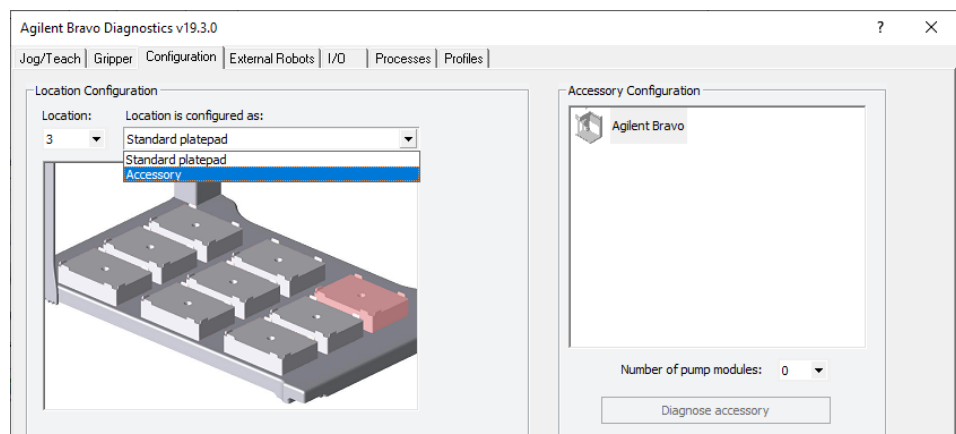 Agilent Bravo Diagnostics v19.3.0
?
Jog/Teach Gripper Configuration External Robots I/O Processes Profiles
Location Configuration
Location: Location is configured as:
3 Standard platepad
Standard platepad
Accessory
Accessory Configuration
Agilent Bravo
Number of pump modules: 0
Diagnose accessory